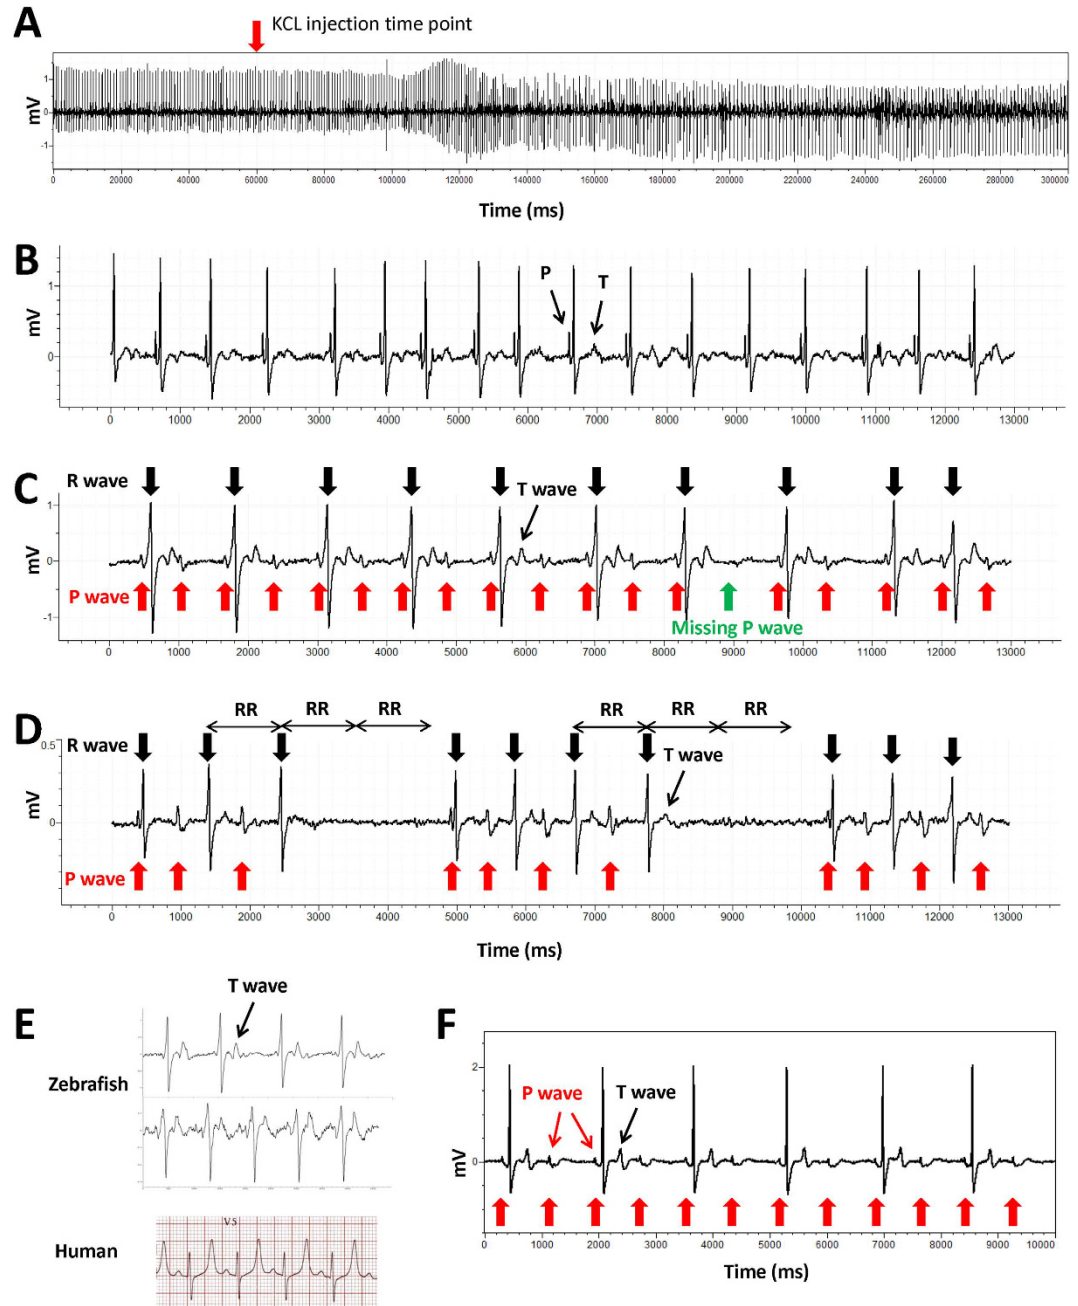 A
KCL injection time point
mV
1
0
-1
0 20000 40000 60000 80000 100000 120000 140000 160000 180000 200000 220000 240000 260000 280000 300000
Time (ms)
B
P
T
mV
1
0
0 1000 2000 3000 4000 5000 6000 7000 8000 9000 10000 11000 12000 13000
C
R wave
T wave
mV
1
0
-1
P wave
Missing P wave
0 1000 2000 3000 4000 5000 6000 7000 8000 9000 10000 11000 12000 13000
RR RR RR RR RR RR
D
0.5
R wave
T wave
mV
0
P wave
0 1000 2000 3000 4000 5000 6000 7000 8000 9000 10000 11000 12000 13000
Time (ms)
E
T wave
Zebrafish
V5
Human
F
2
P wave
T wave
mV
0
0 1000 2000 3000 4000 5000 6000 7000 8000 9000 10000
Time (ms)